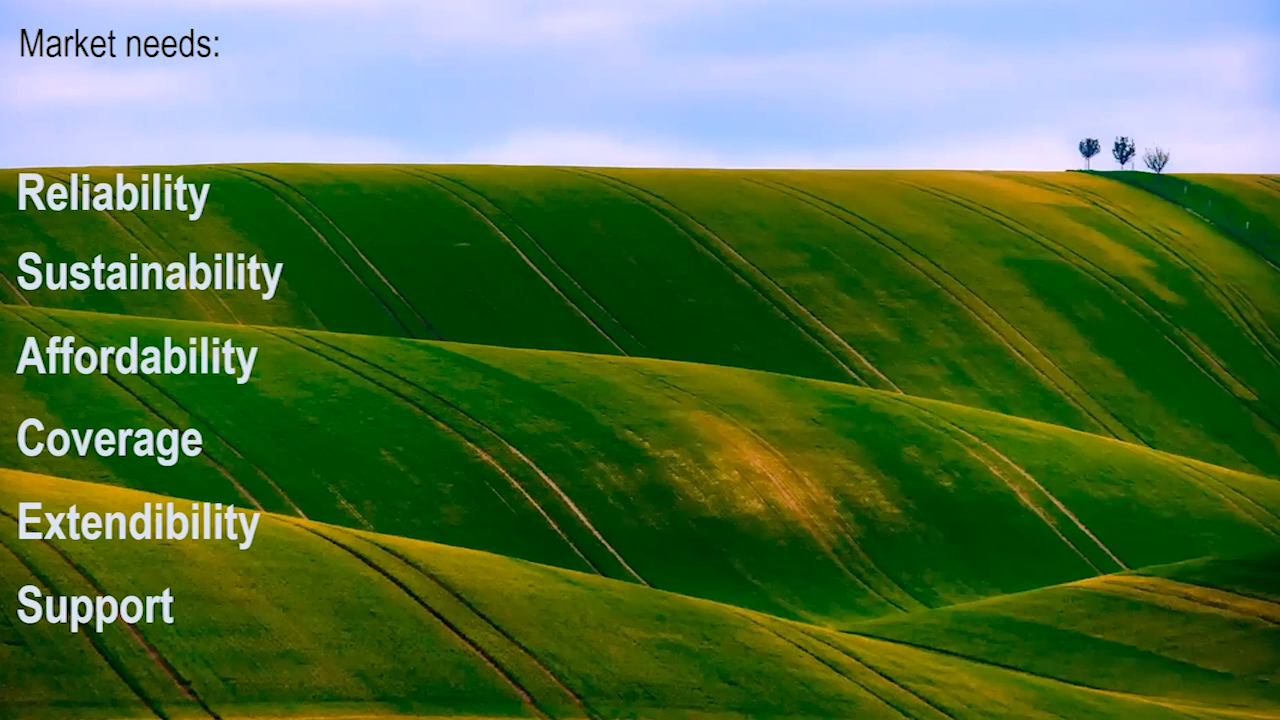 Market needs:
Reliability
Sustainability
Affordability
Coverage
Extendibility
Support